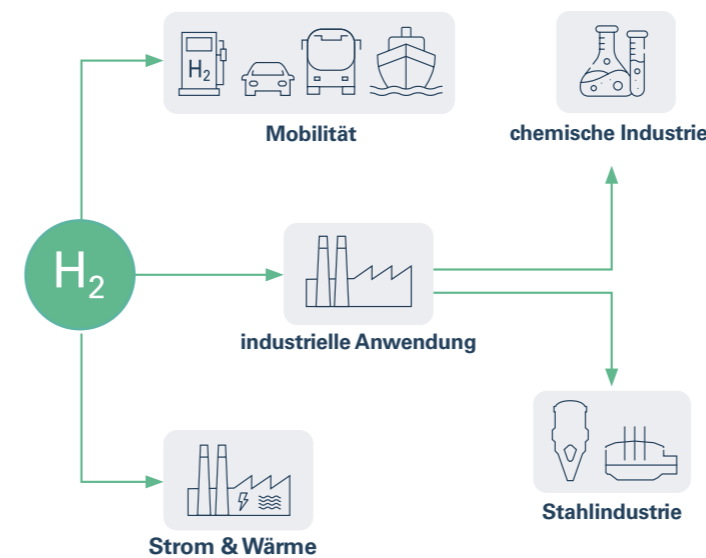 H₂
Mobilität
chemische Industrie
H₂
industrielle Anwendung
Stahlindustrie
Strom & Wärme